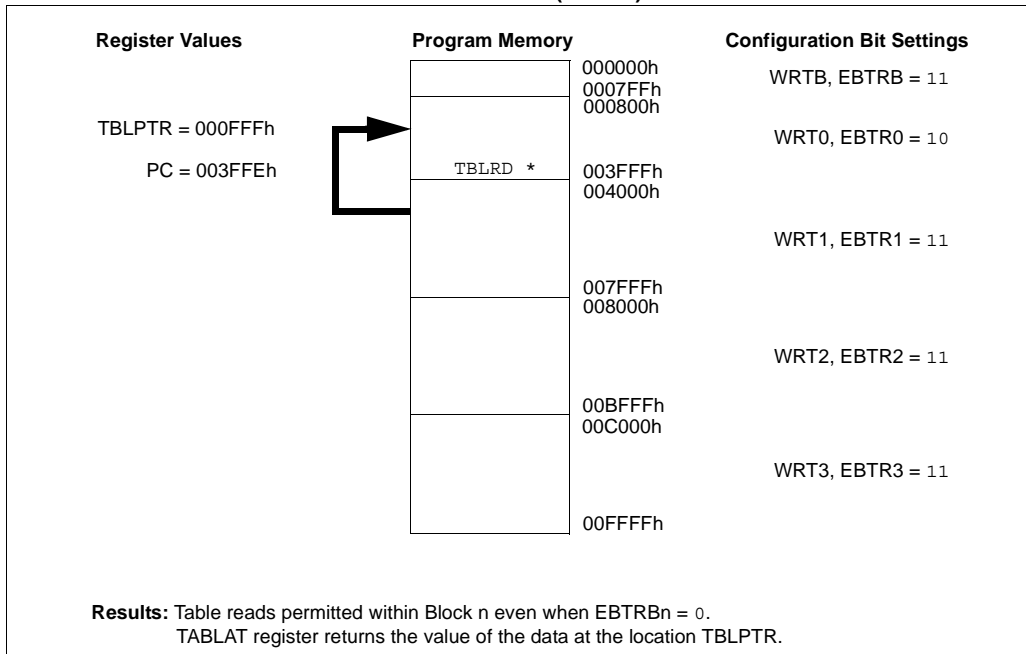 Register Values Program Memory Configuration Bit Settings
000000h
WRTB, EBTRB = 11
0007FFh
000800h
TBLPTR = 000FFFh
WRT0, EBTR0 = 10
PC = 003FFEh TBLRD * 003FFFh
004000h
WRT1, EBTR1 = 11
007FFFh
008000h
WRT2, EBTR2 = 11
00BFFFh
00C000h
WRT3, EBTR3 = 11
00FFFFh
Results: Table reads permitted within Block n even when EBTRBn = 0.
TABLAT register returns the value of the data at the location TBLPTR.